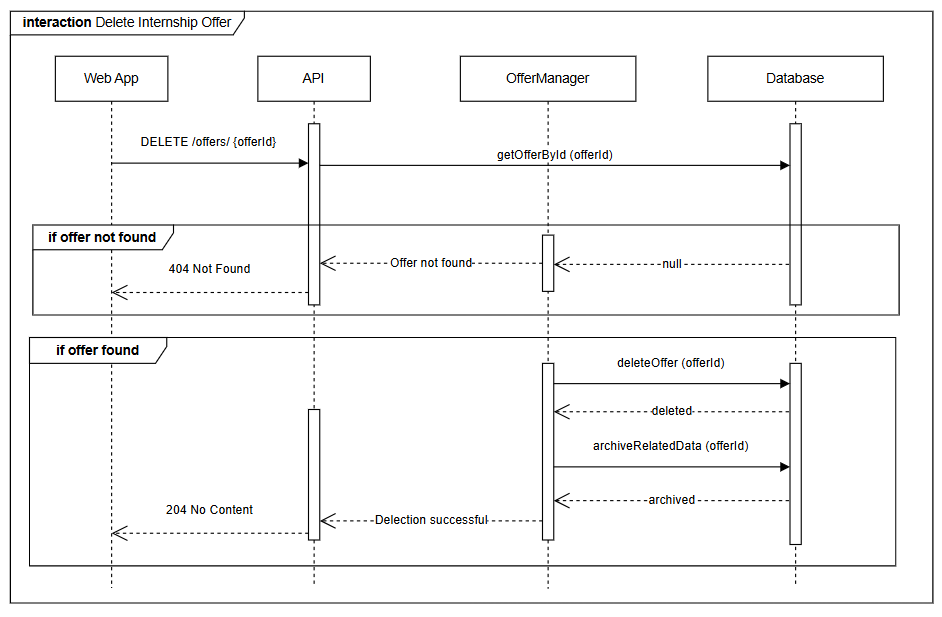 interaction Delete Internship Offer
Web App
API
OfferManager
Database
DELETE /offers/ {offerId}
getOfferById (offerId)
if offer not found
404 Not Found
Offer not found
null
if offer found
deleteOffer (offerId)
deleted
archiveRelatedData (offerId)
archived
204 No Content
Delection successful